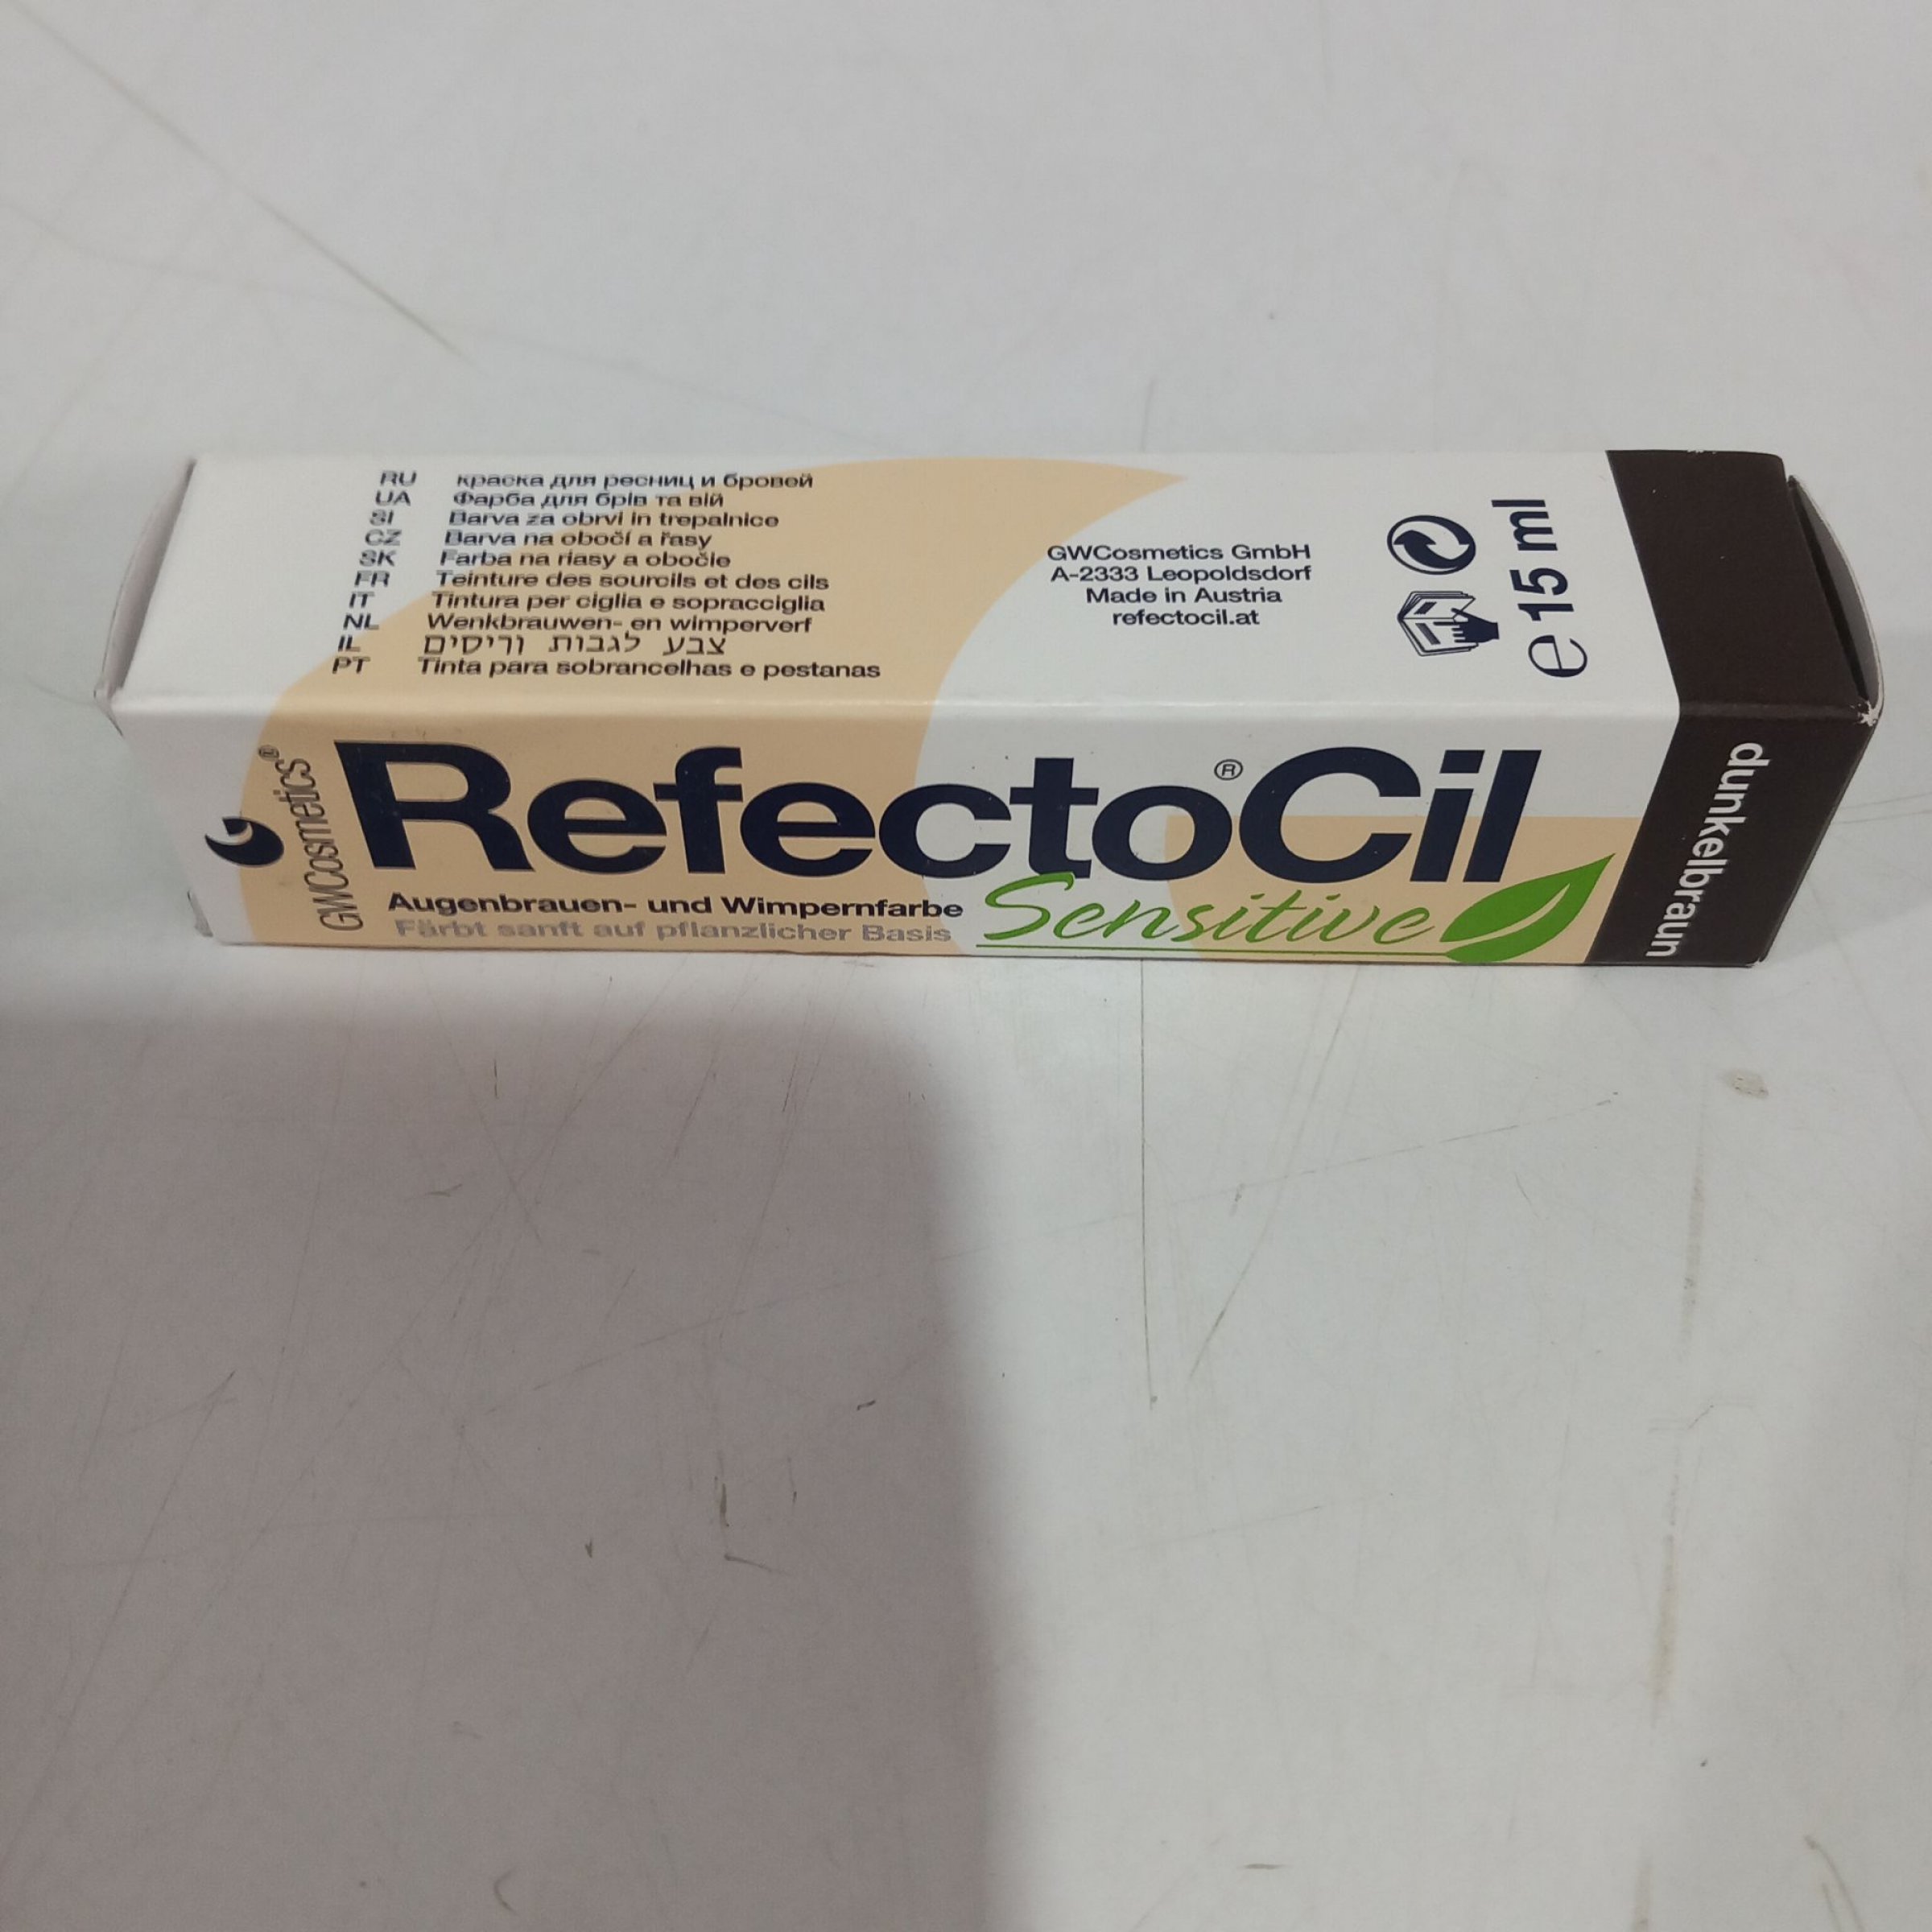 RU краска для ресниц и бровей
UA Фарба для брів та вій
SI Barva za obrvi in trepalnice
CZ Barva na obočí a řasy
SK Farba na riasy a obočie
FR Teinture des sourcils et des cils
IT Tintura per ciglia e sopracciglia
NL Wenkbrauwen- en wimperverf
IL צבע לגבות וריסים
PT Tinta para sobrancelhas e pestanas
GWCosmetics GmbH
A-2333 Leopoldsdorf
Made in Austria
refectocil.at
e 15 ml
GWCosmetics®
RefectoCil®
Sensitive
Augenbrauen- und Wimpernfarbe
Färbt sanft auf pflanzlicher Basis
dunkelbraun